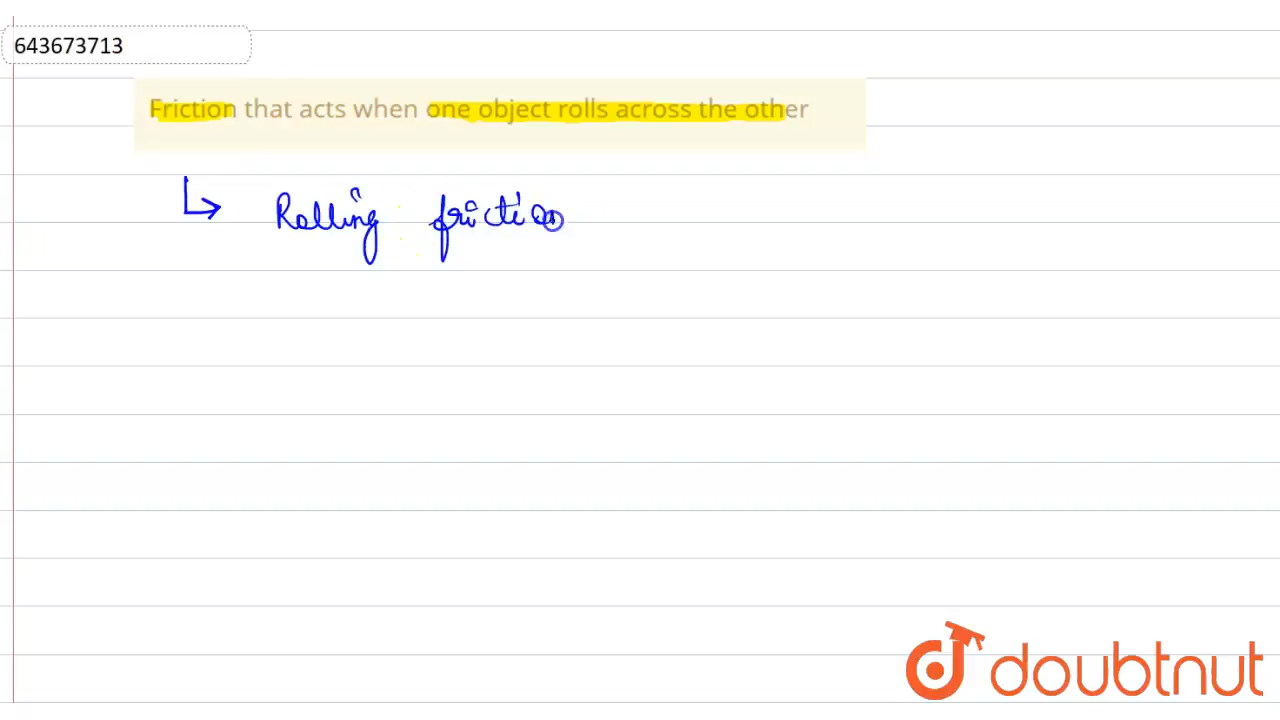 643673713
Friction that acts when one object rolls across the other
Rolling friction
doubtnut